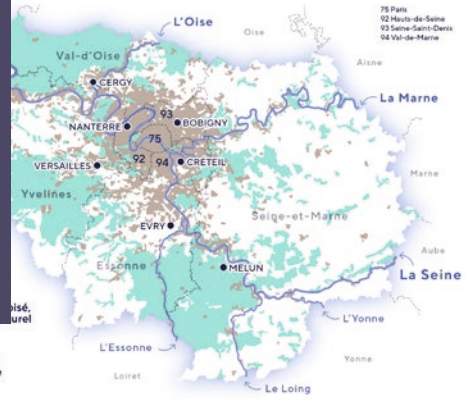 75 Paris
92 Hauts-de-Seine
93 Seine-Saint-Denis
94 Val-de-Marne
L'Oise
Oise
Val-d'Oise
Aisne
CERGY
La Marne
93
BOBIGNY
NANTERRE
75
92
94
CRÉTEIL
VERSAILLES
Marne
Yvelines
Seine-et-Marne
EVRY
Aube
Essonne
MELUN
La Seine
L'Yonne
L'Essonne
Yonne
Loiret
Le Loing